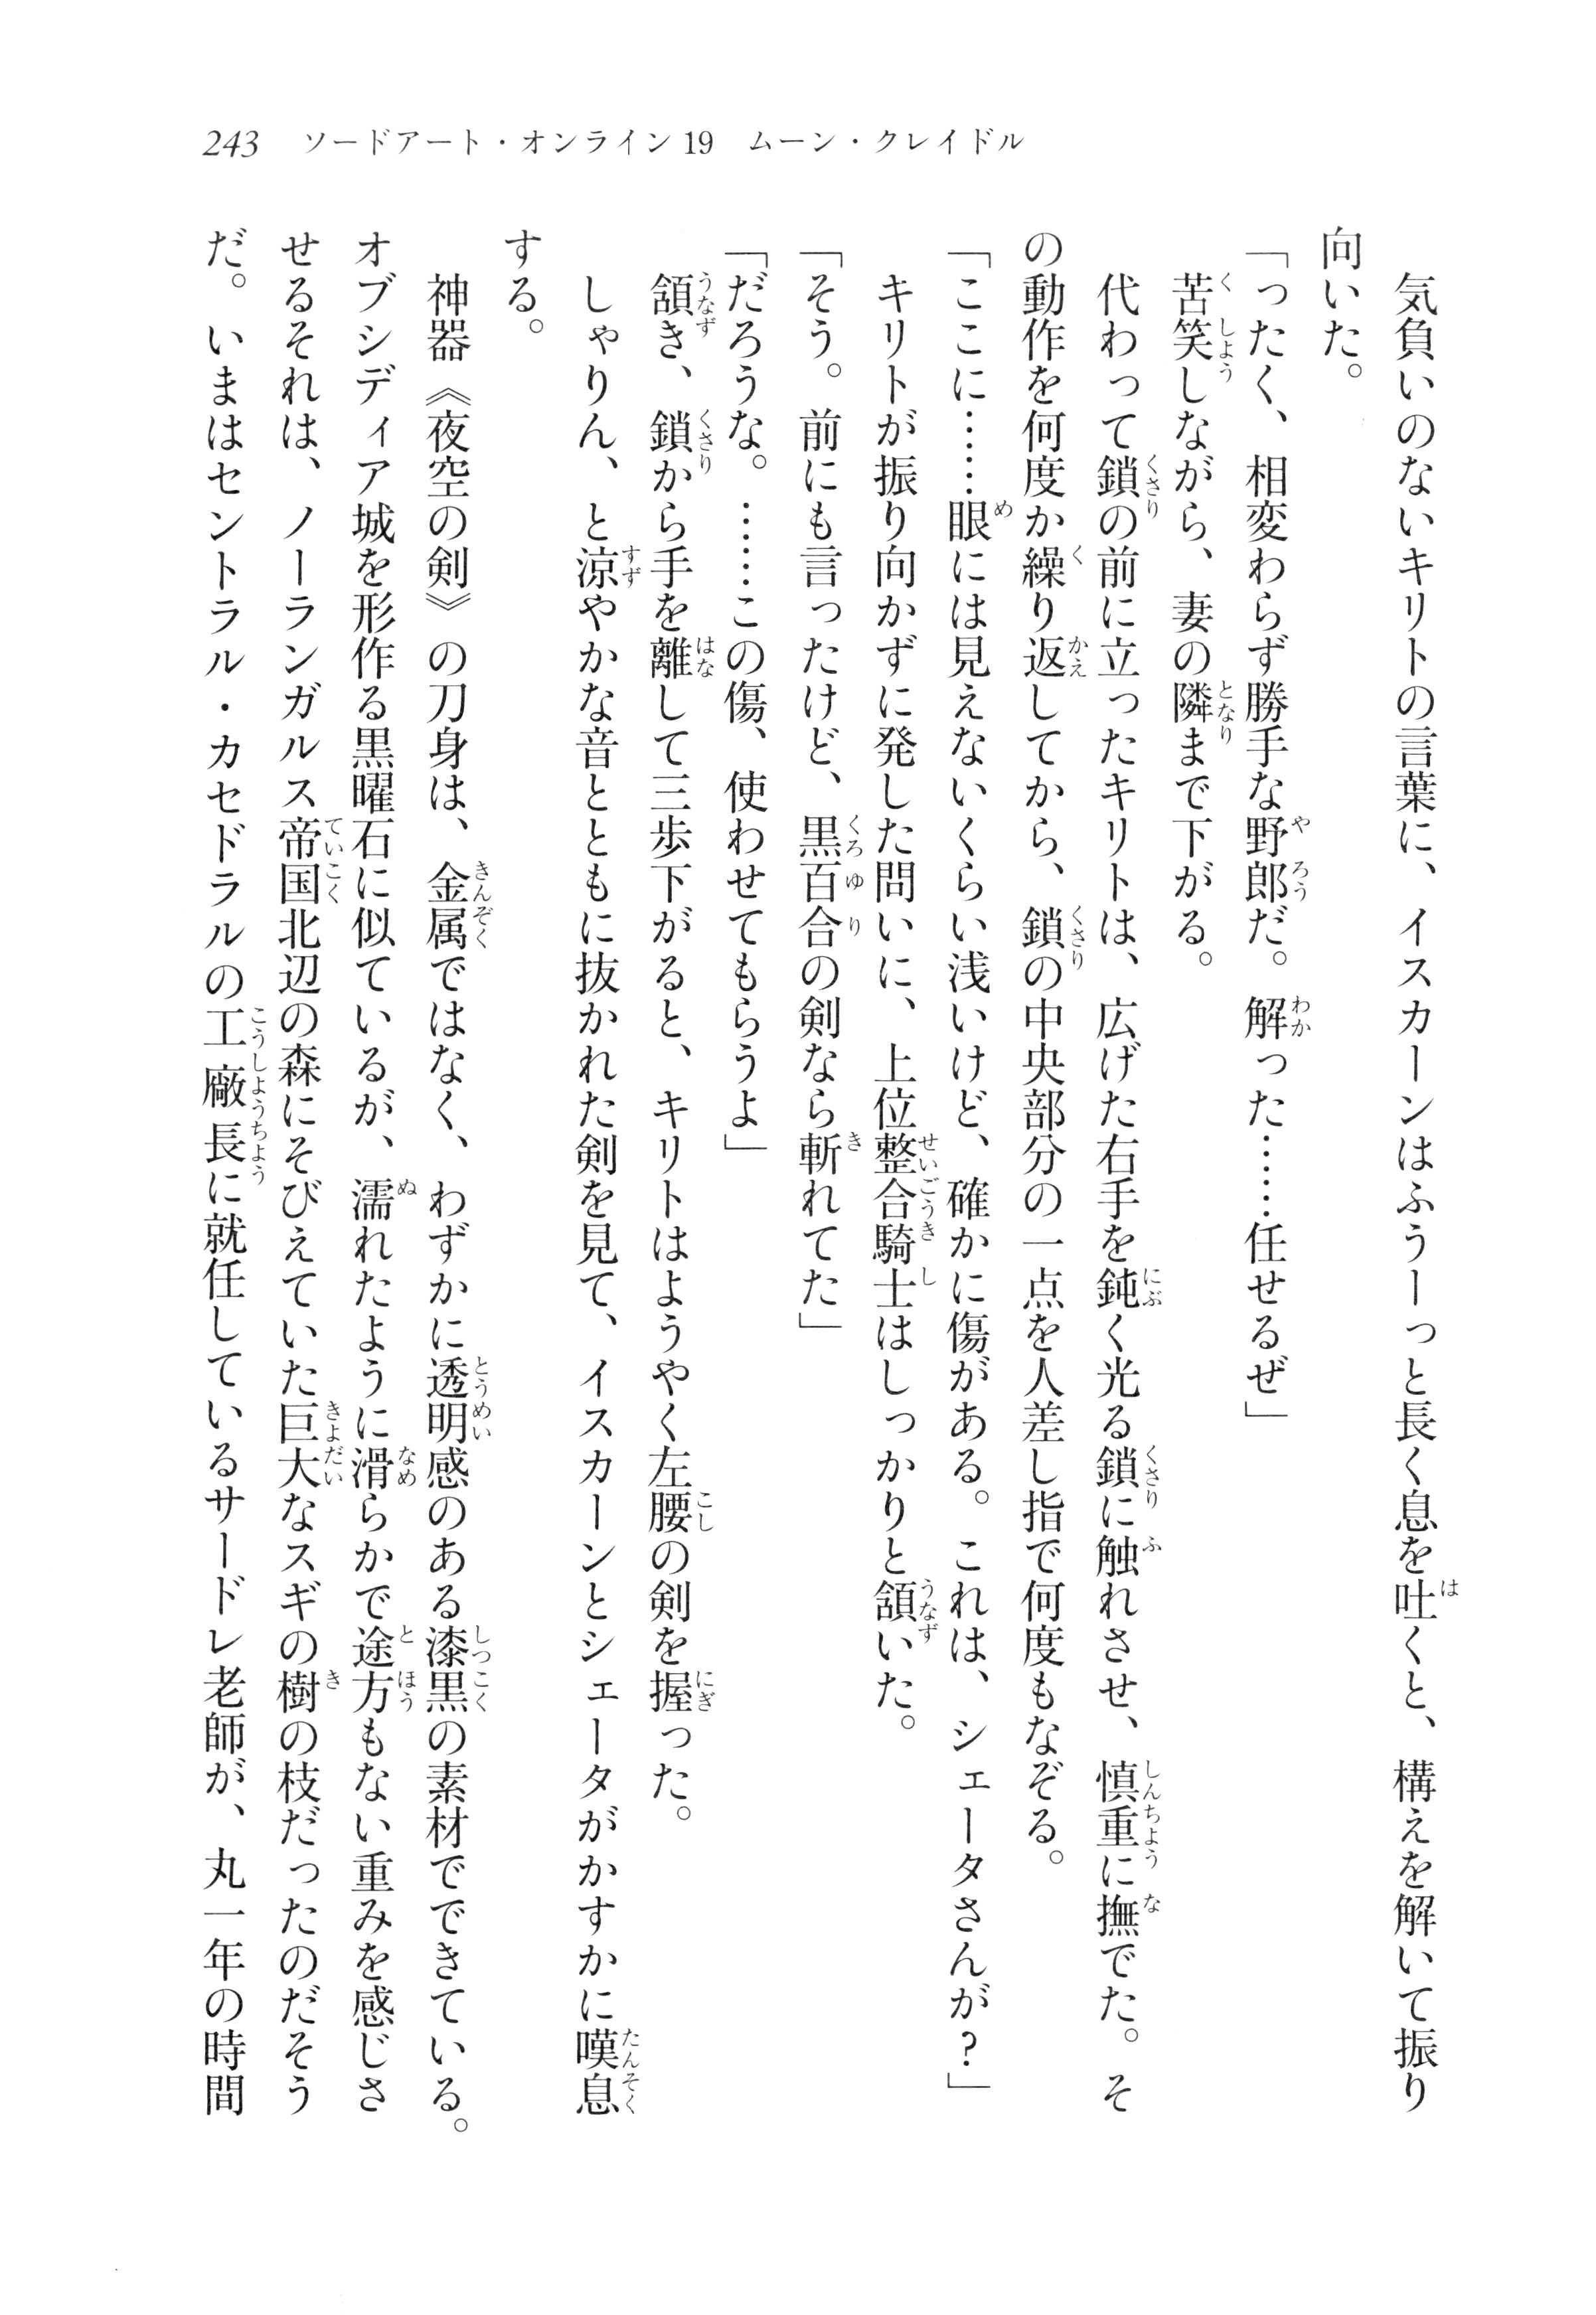 243 ソードアート・オンライン19 ムーン・クレイドル
　気負いのないキリトの言葉に、イスカーンはふうーっと長く息を吐くと、構えを解いて振り
向いた。
「ったく、相変わらず勝手な野郎だ。解った……任せるぜ」
　苦笑しながら、妻の隣まで下がる。
　代わって鎖の前に立ったキリトは、広げた右手を鈍く光る鎖に触れさせ、慎重に撫でた。そ
の動作を何度か繰り返してから、鎖の中央部分の一点を人差し指で何度もなぞる。
「ここに……眼には見えないくらい浅いけど、確かに傷がある。これは、シェータさんが?」
　キリトが振り向かずに発した問いに、上位整合騎士はしっかりと頷いた。
「そう。前にも言ったけど、黒百合の剣なら斬れてた」
「だろうな。……この傷、使わせてもらうよ」
　頷き、鎖から手を離して三歩下がると、キリトはようやく左腰の剣を握った。
　しゃりん、と涼やかな音とともに抜かれた剣を見て、イスカーンとシェータがかすかに嘆息
する。
　神器《夜空の剣》の刀身は、金属ではなく、わずかに透明感のある漆黒の素材でできている。
オブシディア城を形作る黒曜石に似ているが、濡れたように滑らかで途方もない重みを感じさ
せるそれは、ノーランガルス帝国北辺の森にそびえていた巨大なスギの樹の枝だったのだそう
だ。いまはセントラル・カセドラルの工廠長に就任しているサードレ老師が、丸一年の時間